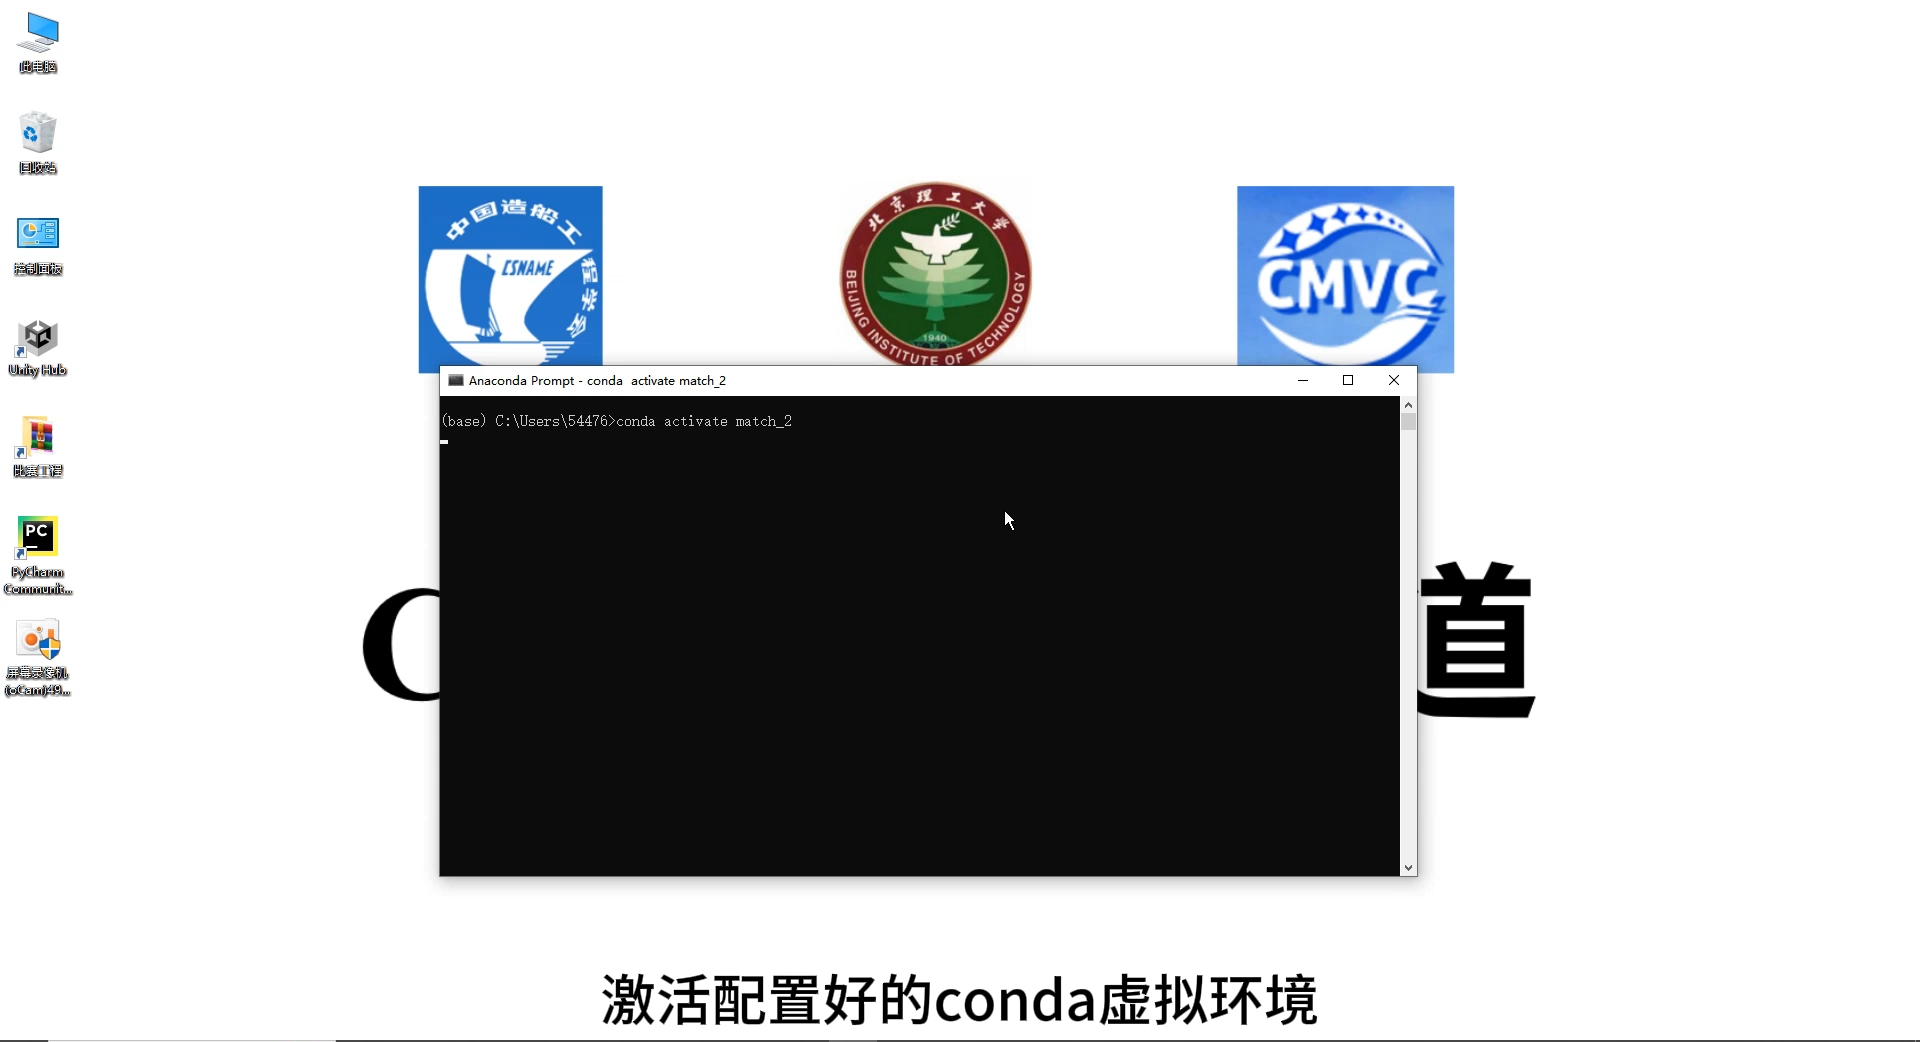 此电脑
回收站
控制面板
Unity Hub
比赛工程
PyCharm
Communit...
屏幕录像机
(oCam)49...
中国造船工程学会
CSNAME
北京理工大学
BEIJING INSTITUTE OF TECHNOLOGY
1940
CMVC
Anaconda Prompt - conda  activate match_2
(base) C:\Users\54476>conda activate match_2
PC
C
道
激活配置好的conda虚拟环境